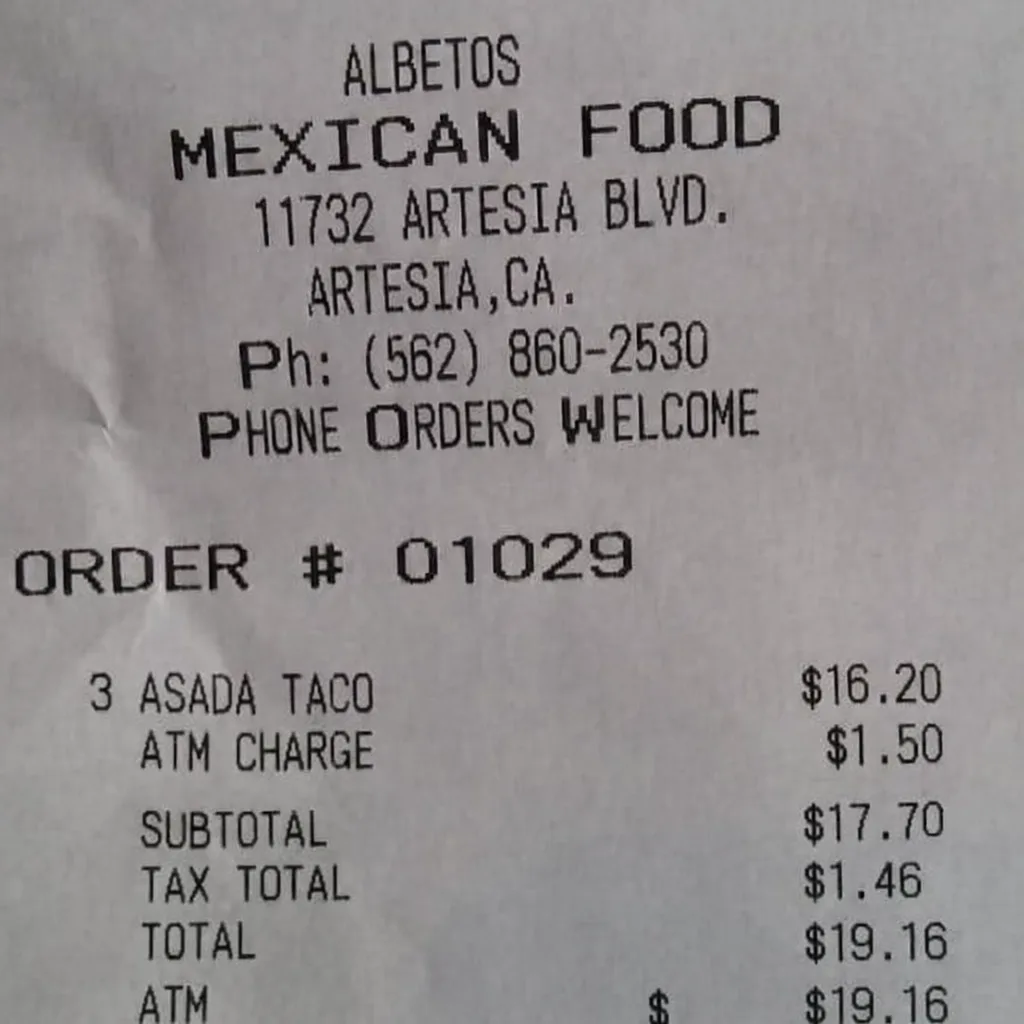 ALBETOS
MEXICAN FOOD
11732 ARTESIA BLVD.
ARTESIA,CA.
Ph: (562) 860-2530
PHONE ORDERS WELCOME
ORDER # 01029
3 ASADA TACO $16.20
ATM CHARGE $1.50
SUBTOTAL $17.70
TAX TOTAL $1.46
TOTAL $19.16
ATM $ $19.16